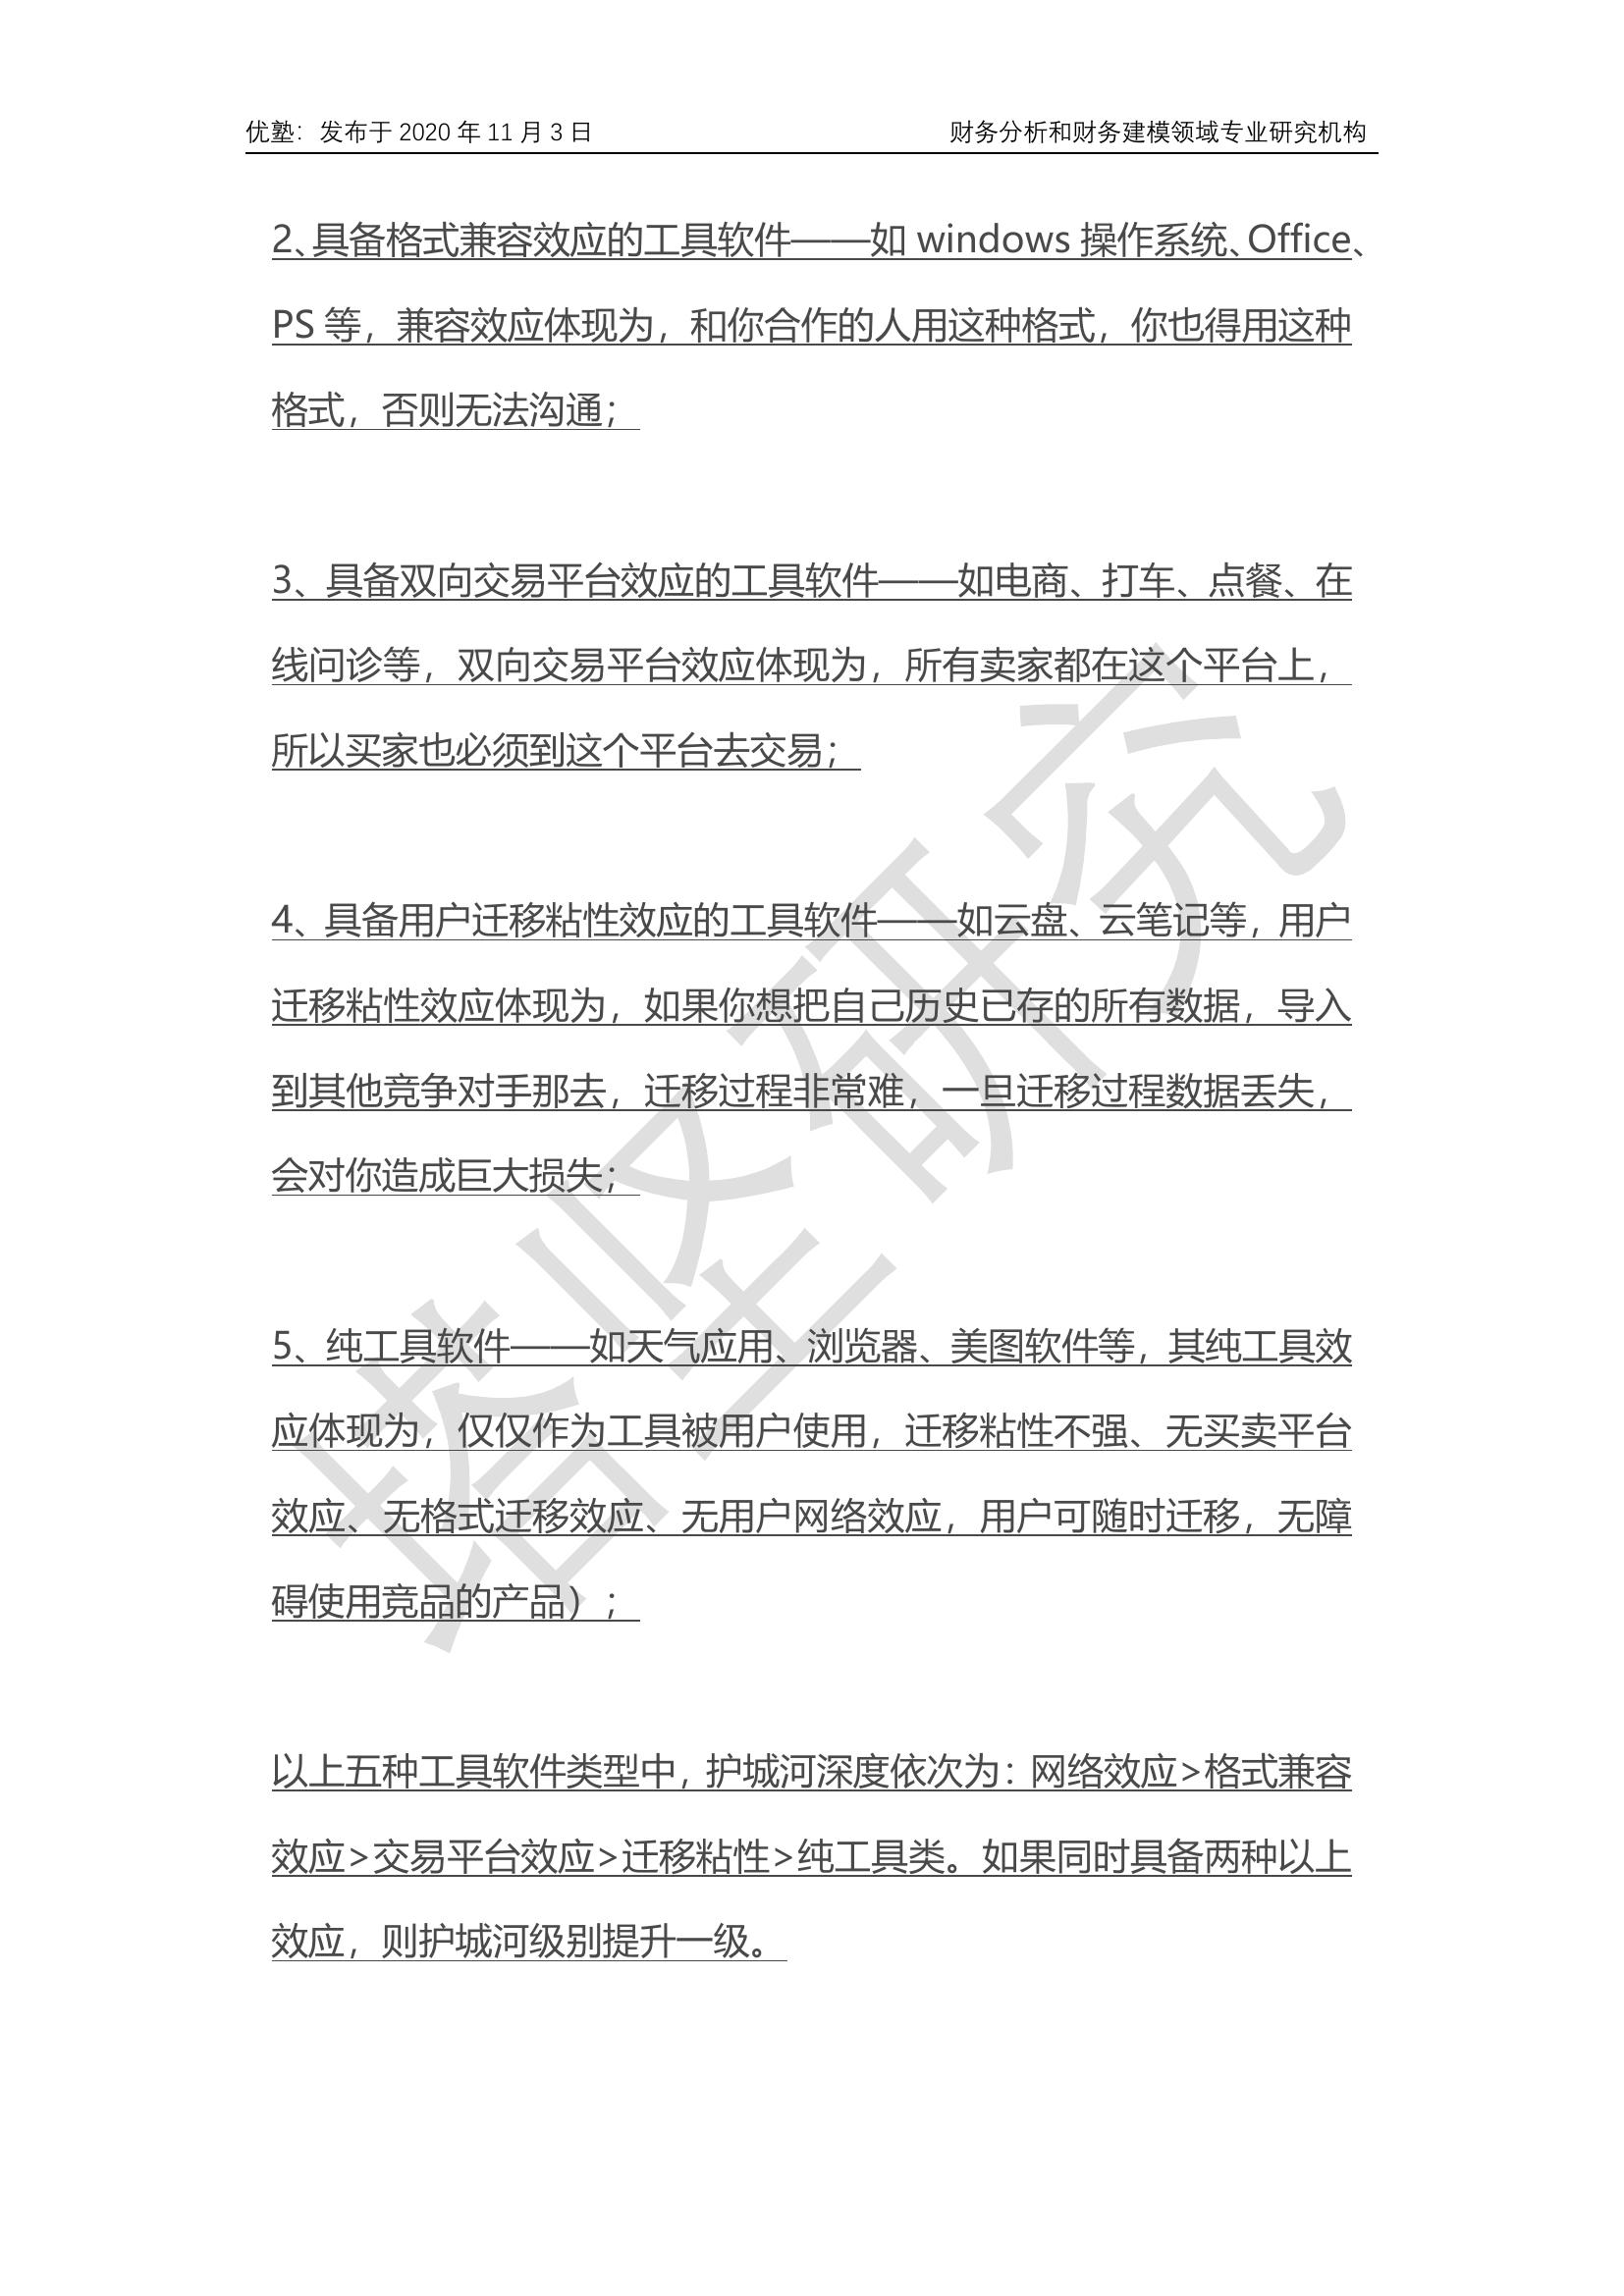 优塾：发布于 2020 年 11 月 3 日 财务分析和财务建模领域专业研究机构
2、具备格式兼容效应的工具软件——如 windows 操作系统、Office、
PS 等，兼容效应体现为，和你合作的人用这种格式，你也得用这种
格式，否则无法沟通；
3、具备双向交易平台效应的工具软件——如电商、打车、点餐、在
线问诊等，双向交易平台效应体现为，所有卖家都在这个平台上，
所以买家也必须到这个平台去交易；
4、具备用户迁移粘性效应的工具软件——如云盘、云笔记等，用户
迁移粘性效应体现为，如果你想把自己历史已存的所有数据，导入
到其他竞争对手那去，迁移过程非常难，一旦迁移过程数据丢失，
会对你造成巨大损失；
5、纯工具软件——如天气应用、浏览器、美图软件等，其纯工具效
应体现为，仅仅作为工具被用户使用，迁移粘性不强、无买卖平台
效应、无格式迁移效应、无用户网络效应，用户可随时迁移，无障
碍使用竞品的产品）；
以上五种工具软件类型中，护城河深度依次为：网络效应>格式兼容
效应>交易平台效应>迁移粘性>纯工具类。如果同时具备两种以上
效应，则护城河级别提升一级。
塔坚研究